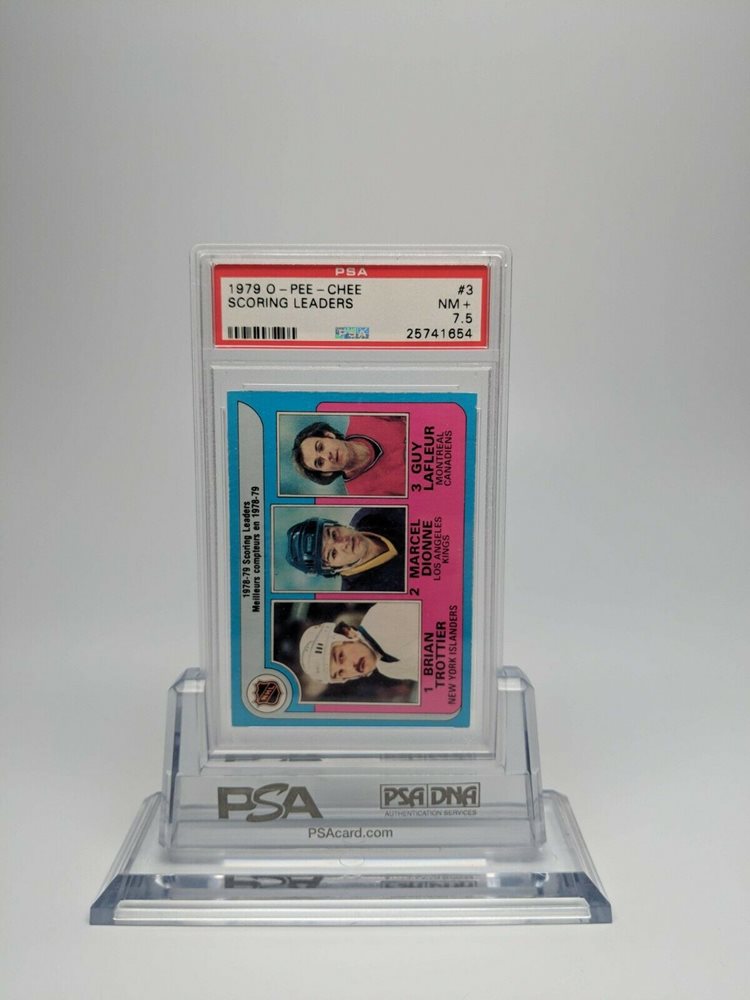 PSA
1979 O-PEE-CHEE #3
SCORING LEADERS NM+
7.5
25741654
1978-79 Scoring Leaders
Meilleurs compteurs en 1978-79
NHL
1 BRIAN
TROTTIER
NEW YORK ISLANDERS
2 MARCEL
DIONNE
LOS ANGELES
KINGS
3 GUY
LAFLEUR
MONTREAL
CANADIENS
PSA
PSA DNA
AUTHENTICATION SERVICES
PSAcard.com